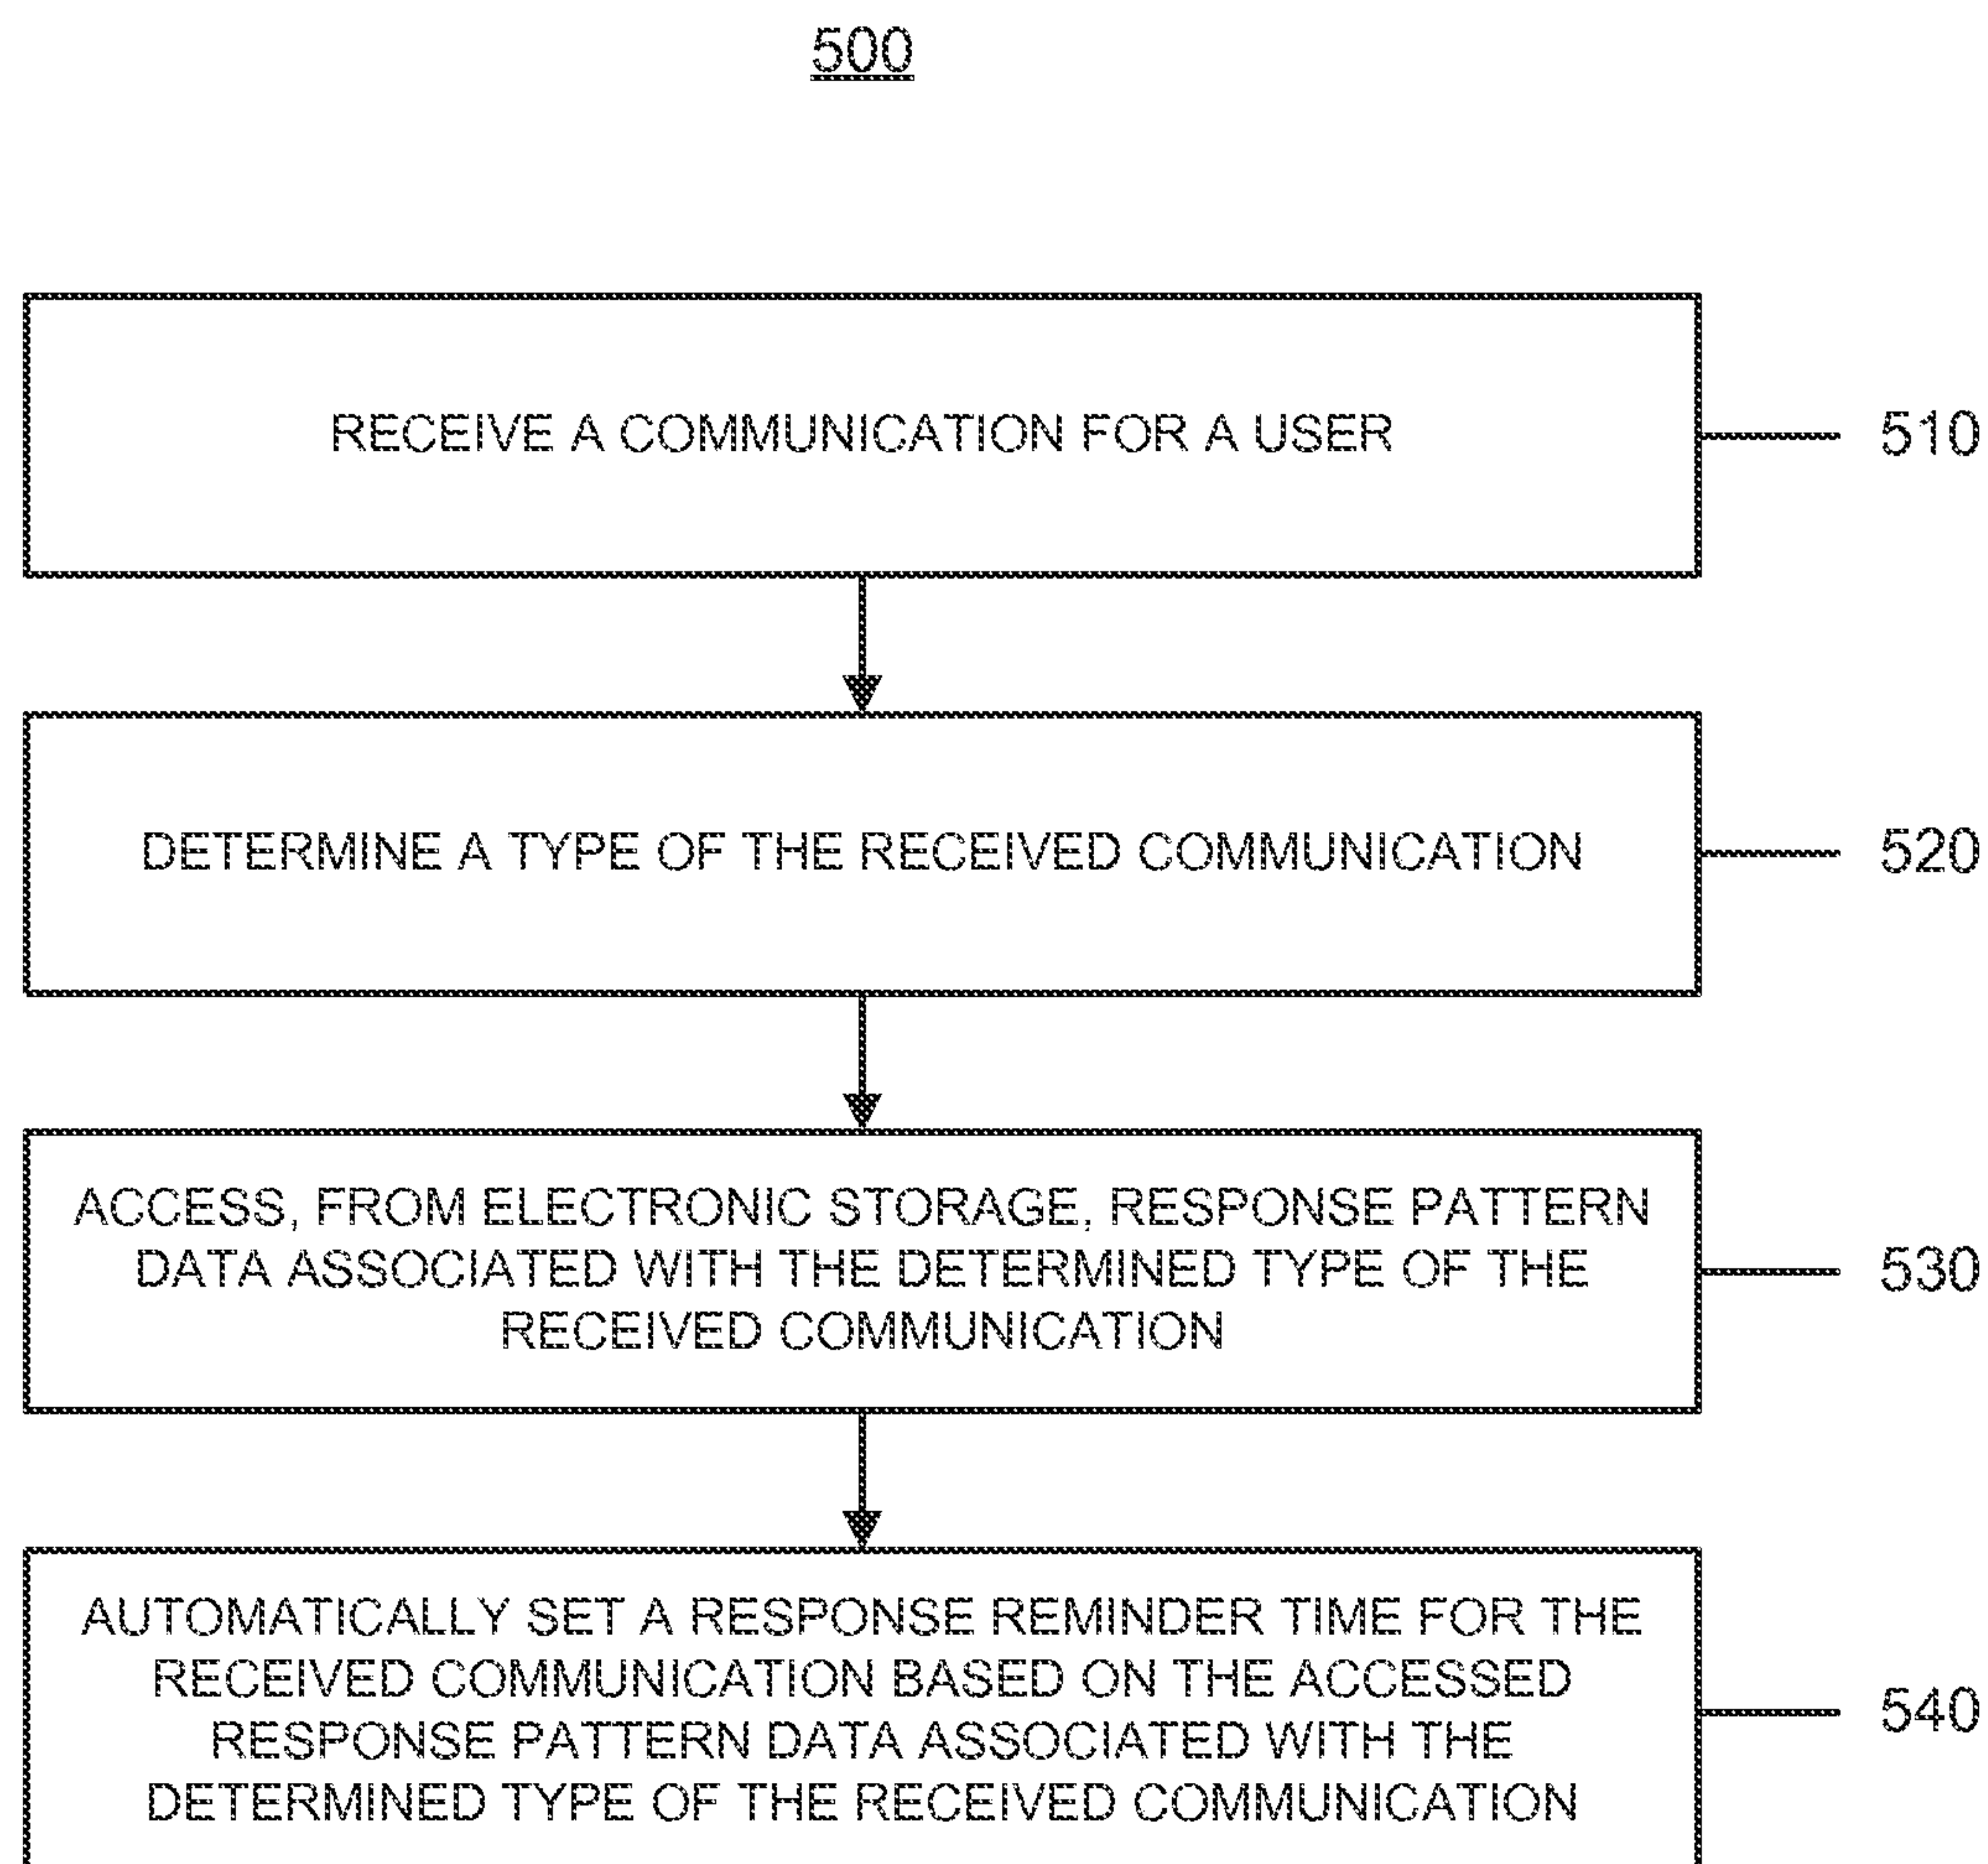 500
RECEIVE A COMMUNICATION FOR A USER
510
DETERMINE A TYPE OF THE RECEIVED COMMUNICATION
520
ACCESS, FROM ELECTRONIC STORAGE, RESPONSE PATTERN
DATA ASSOCIATED WITH THE DETERMINED TYPE OF THE
RECEIVED COMMUNICATION
530
AUTOMATICALLY SET A RESPONSE REMINDER TIME FOR THE
RECEIVED COMMUNICATION BASED ON THE ACCESSED
RESPONSE PATTERN DATA ASSOCIATED WITH THE
DETERMINED TYPE OF THE RECEIVED COMMUNICATION
540